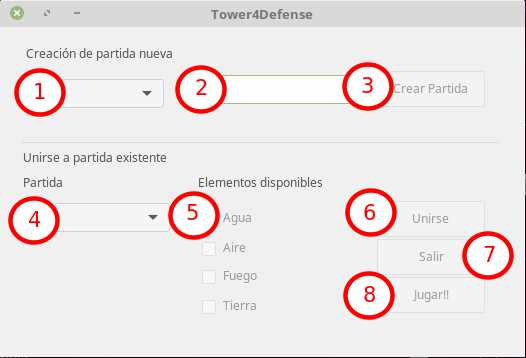 Tower4Defense
Creación de partida nueva
1 2 3 Crear Partida
Unirse a partida existente
Partida Elementos disponibles
4 5 Agua 6 Unirse
Aire Salir 7
Fuego 8 Jugar!!
Tierra